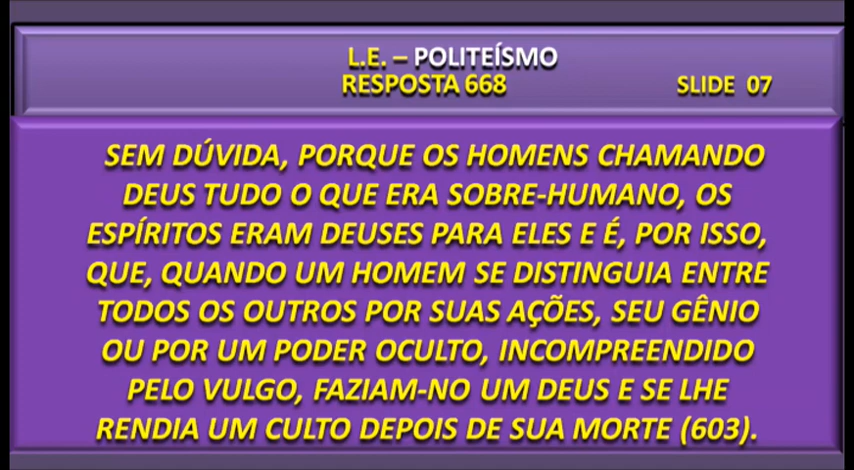 L.E. – POLITEÍSMO
RESPOSTA 668 SLIDE 07
SEM DÚVIDA, PORQUE OS HOMENS CHAMANDO
DEUS TUDO O QUE ERA SOBRE-HUMANO, OS
ESPÍRITOS ERAM DEUSES PARA ELES E É, POR ISSO,
QUE, QUANDO UM HOMEM SE DISTINGUIA ENTRE
TODOS OS OUTROS POR SUAS AÇÕES, SEU GÊNIO
OU POR UM PODER OCULTO, INCOMPREENDIDO
PELO VULGO, FAZIAM-NO UM DEUS E SE LHE
RENDIA UM CULTO DEPOIS DE SUA MORTE (603).